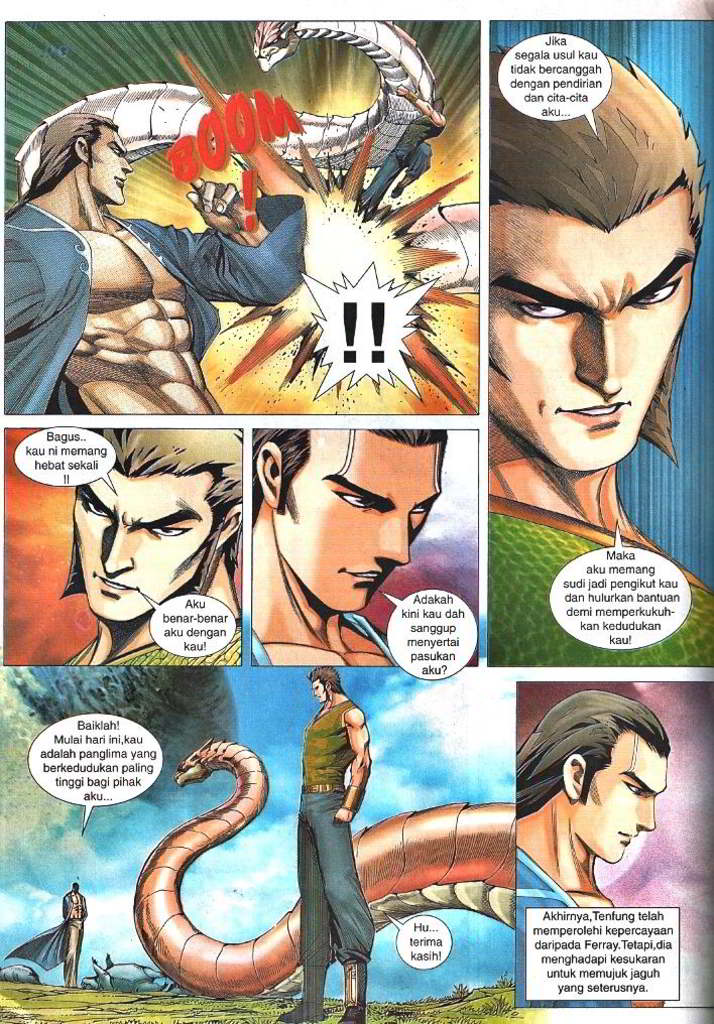 BOOM
!
!!
Jika
segala usul kau
tidak bercanggah
dengan pendirian
dan cita-cita
aku...
Maka
aku memang
sudi jadi pengikut kau
dan hulurkan bantuan
demi memperkukuh-
kan kedudukan
kau!
Bagus..
kau ni memang
hebat sekali
!!
Aku
benar-benar
aku dengan
kau!
Adakah
kini kau dah
sanggup
menyertai
pasukan
aku?
Baiklah!
Mulai hari ini,kau
adalah panglima yang
berkedudukan paling
tinggi bagi pihak
aku...
Hu...
terima
kasih!
Akhirnya,Tenfung telah
memperolehi kepercayaan
daripada Ferray.Tetapi,dia
menghadapi kesukaran
untuk memujuk jaguh
yang seterusnya.